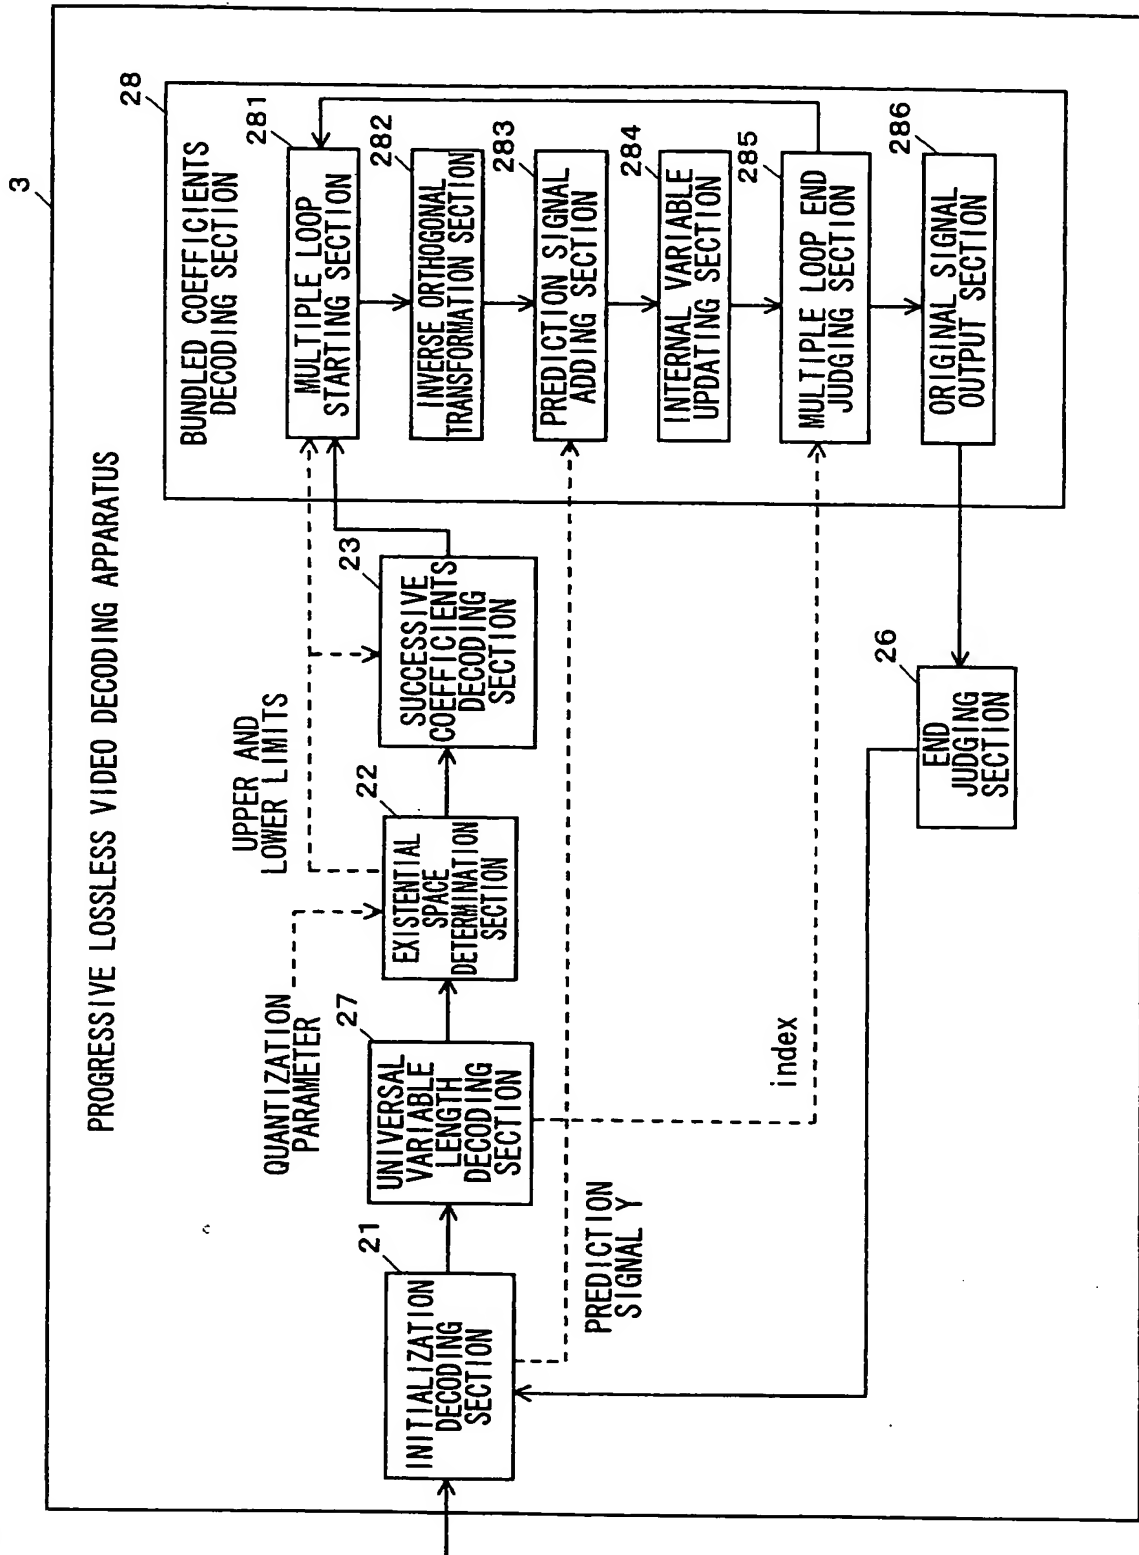 3
PROGRESSIVE LOSSLESS VIDEO DECODING APPARATUS
28
BUNDLED COEFFICIENTS
DECODING SECTION
281
MULTIPLE LOOP
STARTING SECTION
282
INVERSE ORTHOGONAL
TRANSFORMATION SECTION
283
PREDICTION SIGNAL
ADDING SECTION
284
INTERNAL VARIABLE
UPDATING SECTION
285
MULTIPLE LOOP END
JUDGING SECTION
286
ORIGINAL SIGNAL
OUTPUT SECTION
UPPER AND
LOWER LIMITS
QUANTIZATION
PARAMETER
21
INITIALIZATION
DECODING
SECTION
27
UNIVERSAL
VARIABLE
LENGTH
DECODING
SECTION
22
EXISTENTIAL
SPACE
DETERMINATION
SECTION
23
SUCCESSIVE
COEFFICIENTS
DECODING
SECTION
PREDICTION
SIGNAL Y
index
26
END
JUDGING
SECTION